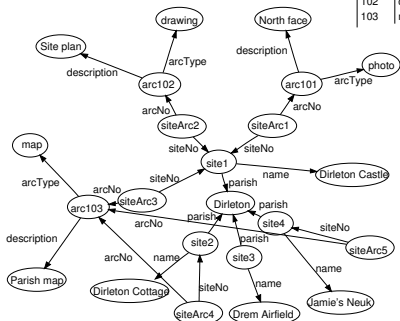 102
103
drawing
North face
Site plan
description
arcType
description
photo
arc102
arc101
arcType
arcNo
arcNo
map
siteArc2
siteArc1
siteNo
siteNo
site1
arcType
siteNo
name
Dirleton Castle
arcNo
siteArc3
parish
arc103
Dirleton
parish
parish
site4
siteNo
arcNo
description
site2
parish
siteArc5
arcNo
name
site3
siteNo
name
name
Parish map
Dirleton Cottage
Jamie's Neuk
siteArc4
Drem Airfield